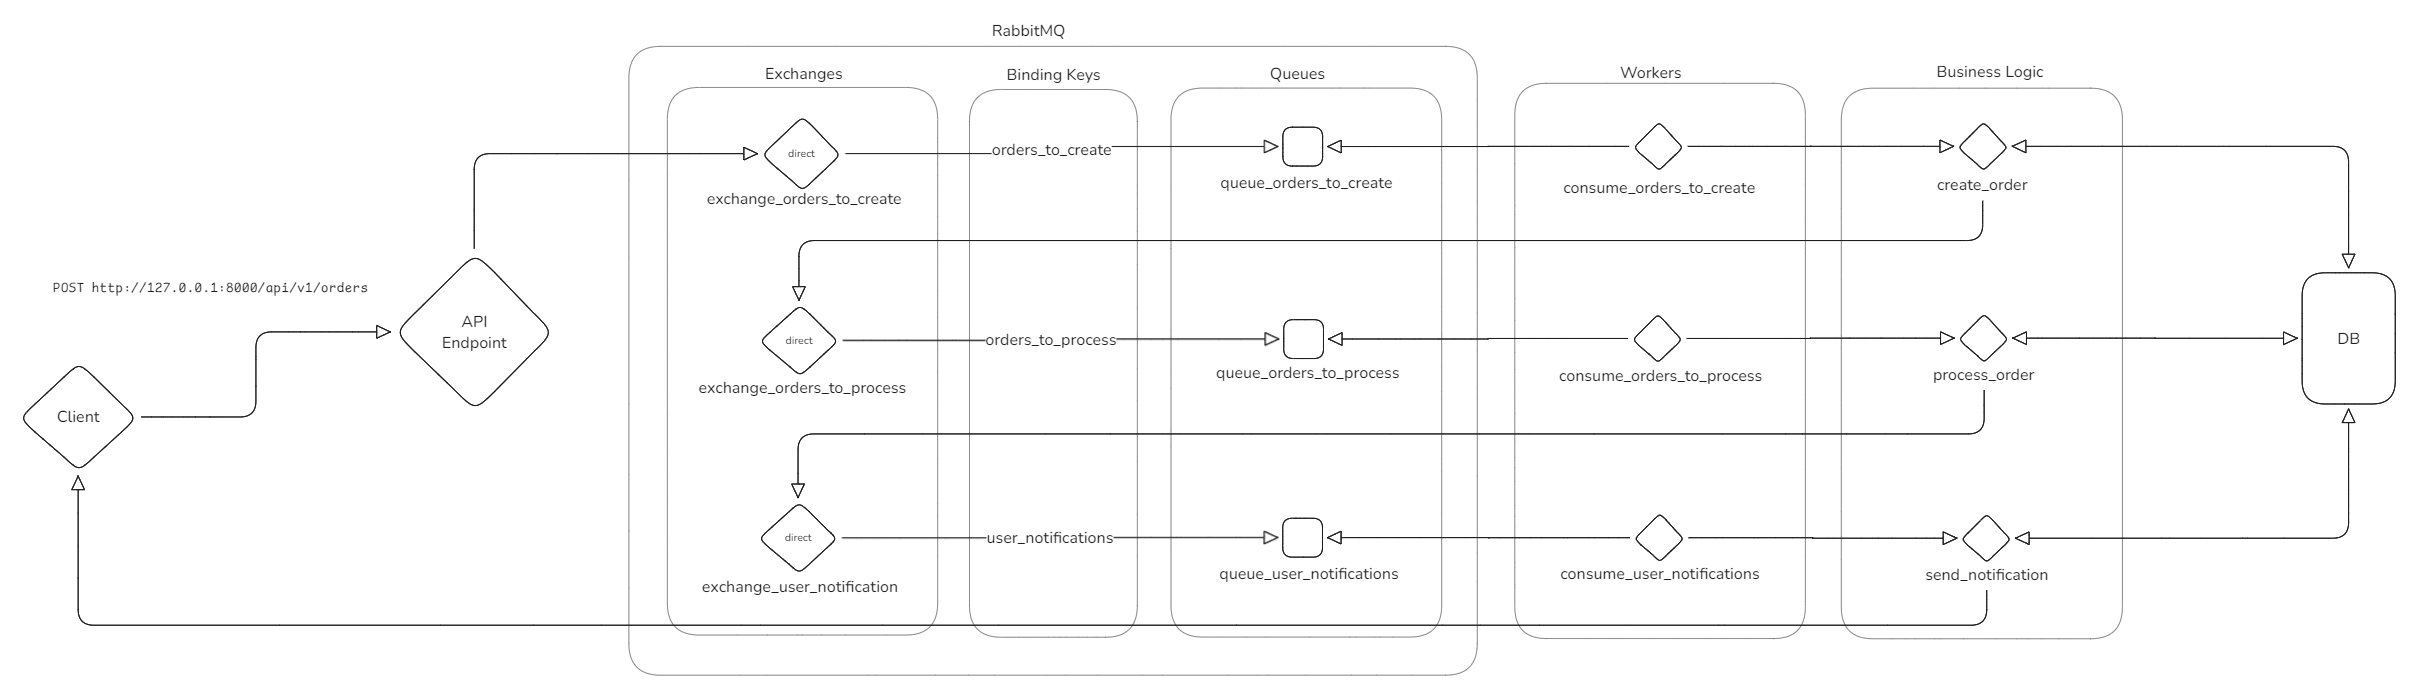 RabbitMQ
Exchanges
Binding Keys
Queues
Workers
Business Logic
direct
orders_to_create
exchange_orders_to_create
queue_orders_to_create
consume_orders_to_create
create_order
POST http://127.0.0.1:8000/api/v1/orders
API
Endpoint
direct
orders_to_process
exchange_orders_to_process
queue_orders_to_process
consume_orders_to_process
process_order
DB
Client
direct
user_notifications
exchange_user_notification
queue_user_notifications
consume_user_notifications
send_notification